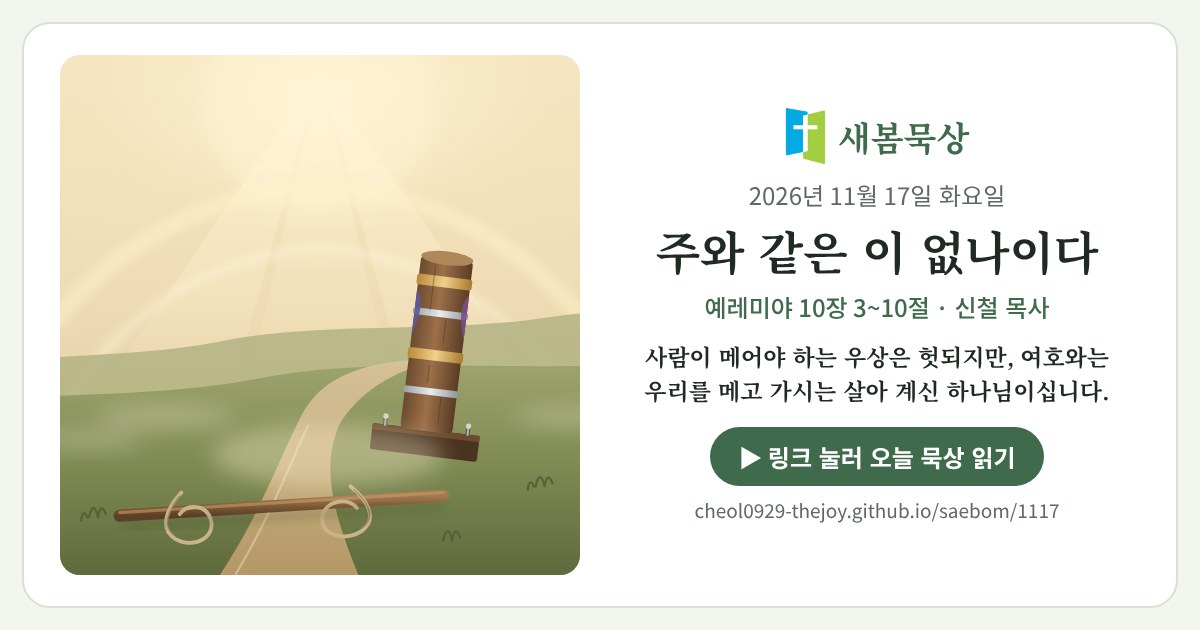 새봄묵상
2026년 11월 17일 화요일
주와 같은 이 없나이다
예레미야 10장 3~10절 · 신철 목사
사람이 메어야 하는 우상은 헛되지만, 여호와는
우리를 메고 가시는 살아 계신 하나님이십니다.
▶ 링크 눌러 오늘 묵상 읽기
cheol0929-thejoy.github.io/saebom/1117